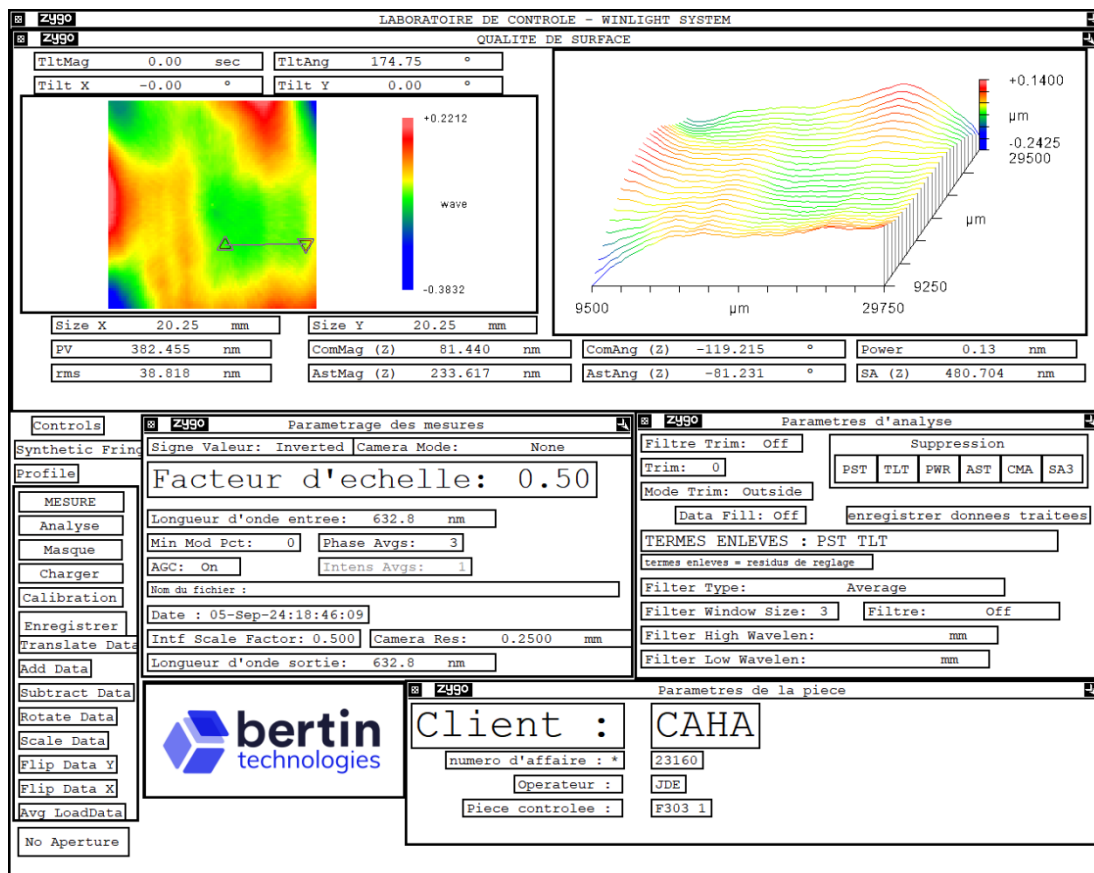 zygo LABORATOIRE DE CONTROLE - WINLIGHT SYSTEM
zygo QUALITE DE SURFACE
TltMag 0.00 sec TltAng 174.75 °
Tilt X -0.00 ° Tilt Y 0.00 °
+0.2212
wave
-0.3832
+0.1400
µm
-0.2425
29500
µm
9250
9500 µm 29750
Size X 20.25 mm Size Y 20.25 mm
PV 382.455 nm ComMag (Z) 81.440 nm ComAng (Z) -119.215 ° Power 0.13 nm
rms 38.818 nm AstMag (Z) 233.617 nm AstAng (Z) -81.231 ° SA (Z) 480.704 nm
Controls
Synthetic Fring
Profile
MESURE
Analyse
Masque
Charger
Calibration
Enregistrer
Translate Data
Add Data
Subtract Data
Rotate Data
Scale Data
Flip Data Y
Flip Data X
Avg LoadData
No Aperture
zygo Parametrage des mesures
Signe Valeur: Inverted Camera Mode: None
Facteur d'echelle: 0.50
Longueur d'onde entree: 632.8 nm
Min Mod Pct: 0 Phase Avgs: 3
AGC: On Intens Avgs: 1
Nom du fichier :
Date : 05-Sep-24:18:46:09
Intf Scale Factor: 0.500 Camera Res: 0.2500 mm
Longueur d'onde sortie: 632.8 nm
zygo Parametres d'analyse
Filtre Trim: Off Suppression
Trim: 0 PST TLT PWR AST CMA SA3
Mode Trim: Outside
Data Fill: Off enregistrer donnees traitees
TERMES ENLEVES : PST TLT
termes enleves = residus de reglage
Filter Type: Average
Filter Window Size: 3 Filtre: Off
Filter High Wavelen: mm
Filter Low Wavelen: mm
bertin
technologies
zygo Parametres de la piece
Client : CAHA
numero d'affaire : * 23160
Operateur : JDE
Piece controlee : F303 1